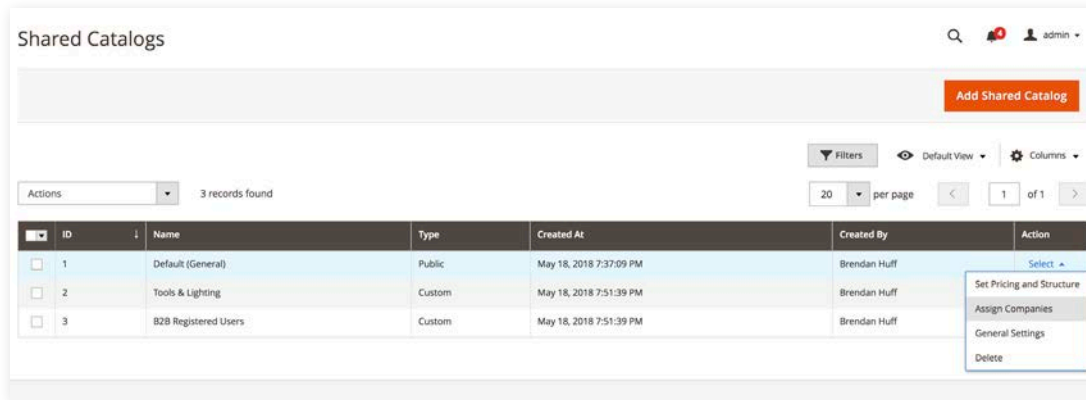 Shared Catalogs
4 admin
Add Shared Catalog
Filters Default View Columns
Actions 3 records found 20 per page 1 of 1
ID Name Type Created At Created By Action
1 Default (General) Public May 18, 2018 7:37:09 PM Brendan Huff Select
2 Tools & Lighting Custom May 18, 2018 7:51:39 PM Brendan Huff
3 B2B Registered Users Custom May 18, 2018 7:51:39 PM Brendan Huff
Set Pricing and Structure
Assign Companies
General Settings
Delete